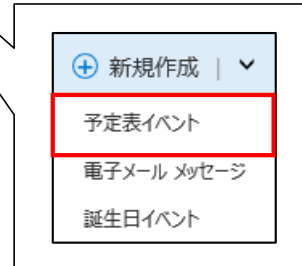 新規作成 |
予定表イベント
電子メール メッセージ
誕生日イベント